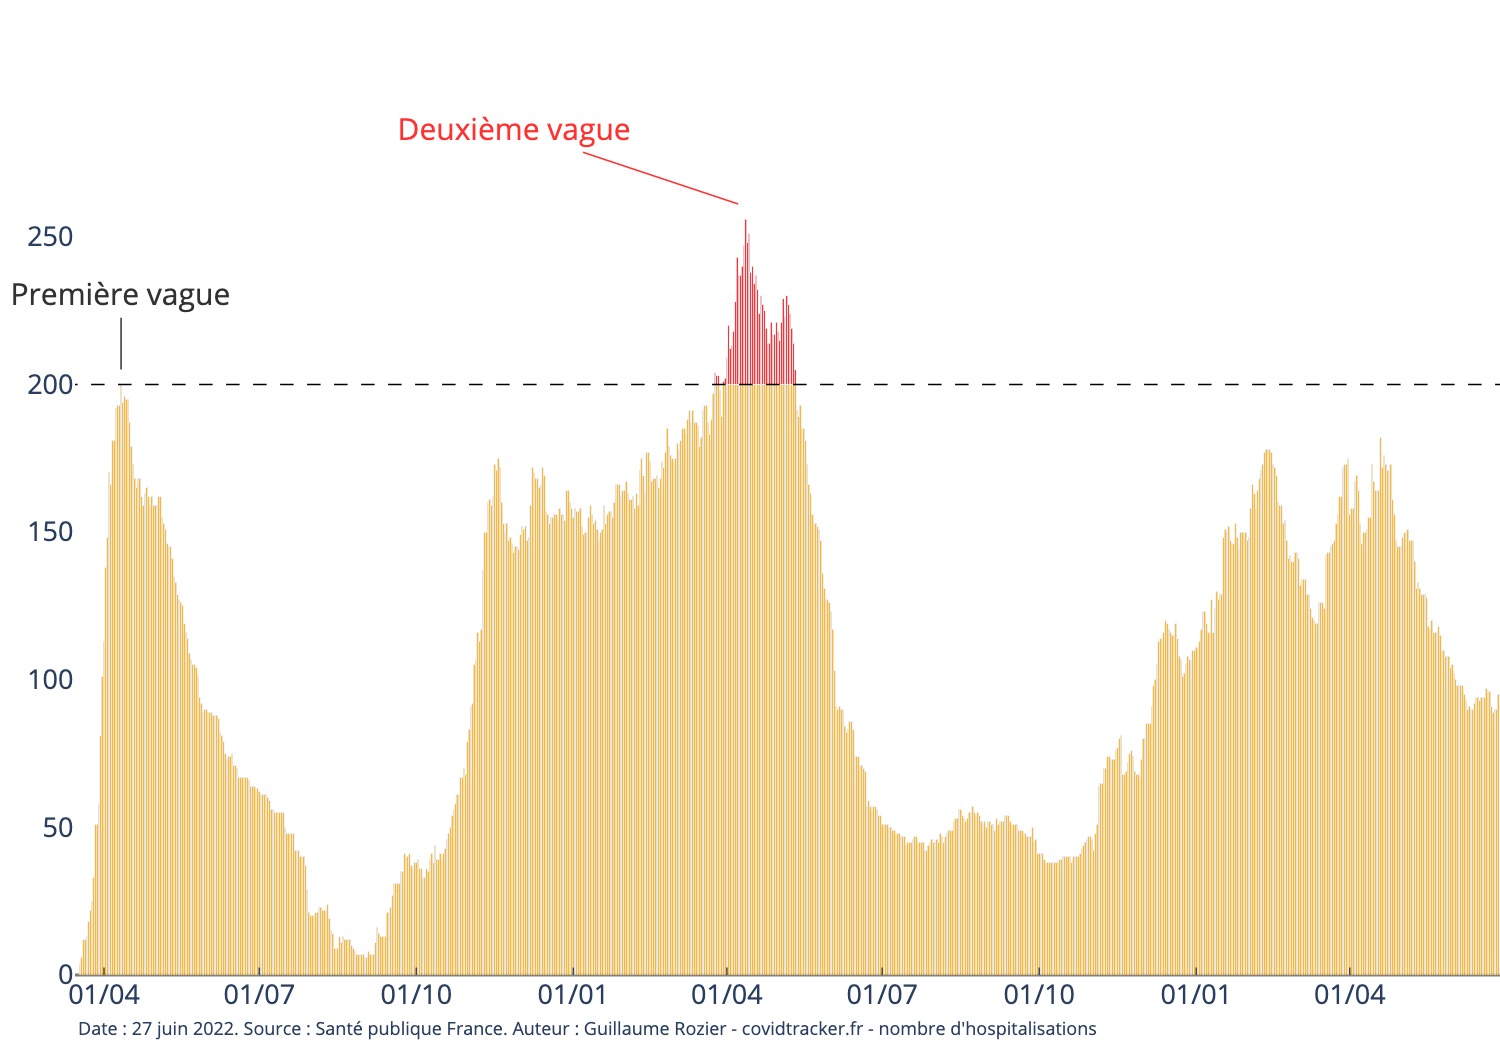 Deuxième vague
250
Première vague
200
150
100
50
0
01/04 01/07 01/10 01/01 01/04 01/07 01/10 01/01 01/04
Date : 27 juin 2022. Source : Santé publique France. Auteur : Guillaume Rozier - covidtracker.fr - nombre d'hospitalisations